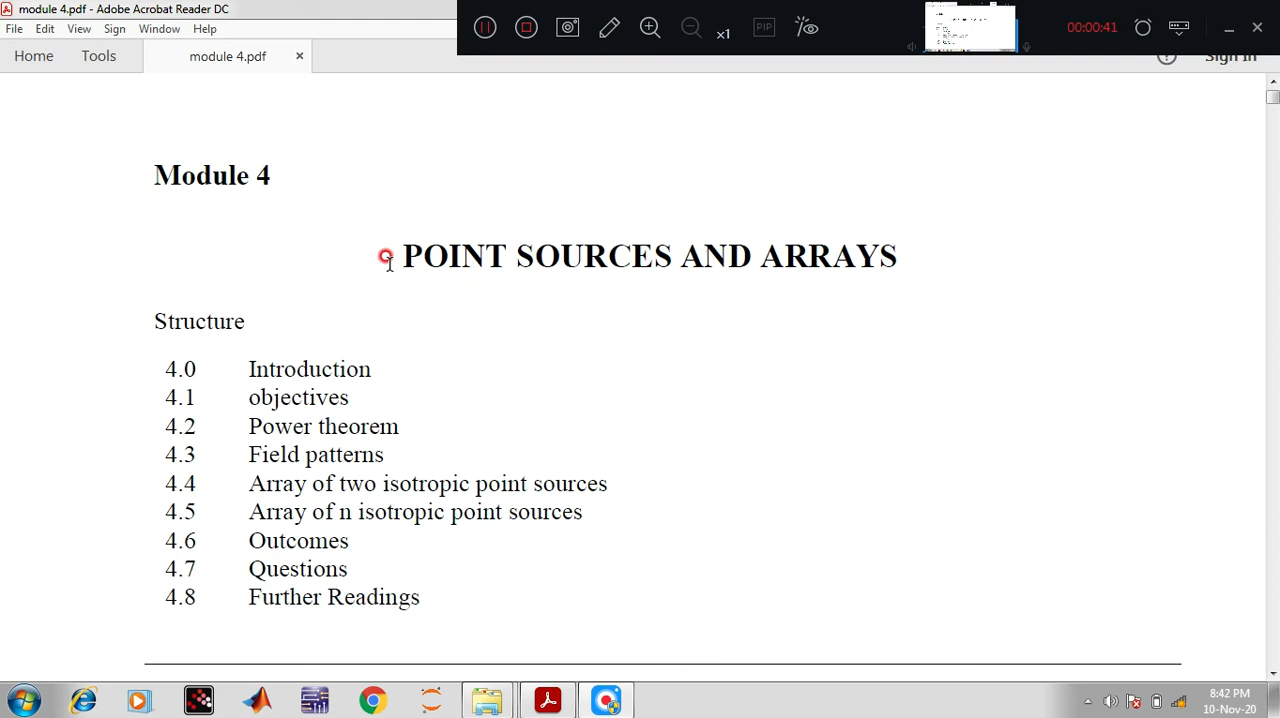 module 4.pdf - Adobe Acrobat Reader DC
File Edit View Sign Window Help
x1
PIP
00:00:41
Home Tools module 4.pdf ×
Sign In
Module 4
POINT SOURCES AND ARRAYS
Structure
4.0 Introduction
4.1 objectives
4.2 Power theorem
4.3 Field patterns
4.4 Array of two isotropic point sources
4.5 Array of n isotropic point sources
4.6 Outcomes
4.7 Questions
4.8 Further Readings
8:42 PM
10-Nov-20